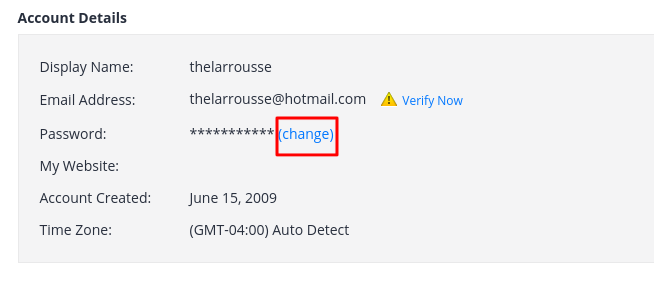 Account Details
Display Name: thelarrousse
Email Address: thelarrousse@hotmail.com Verify Now
Password: *********** (change)
My Website:
Account Created: June 15, 2009
Time Zone: (GMT-04:00) Auto Detect